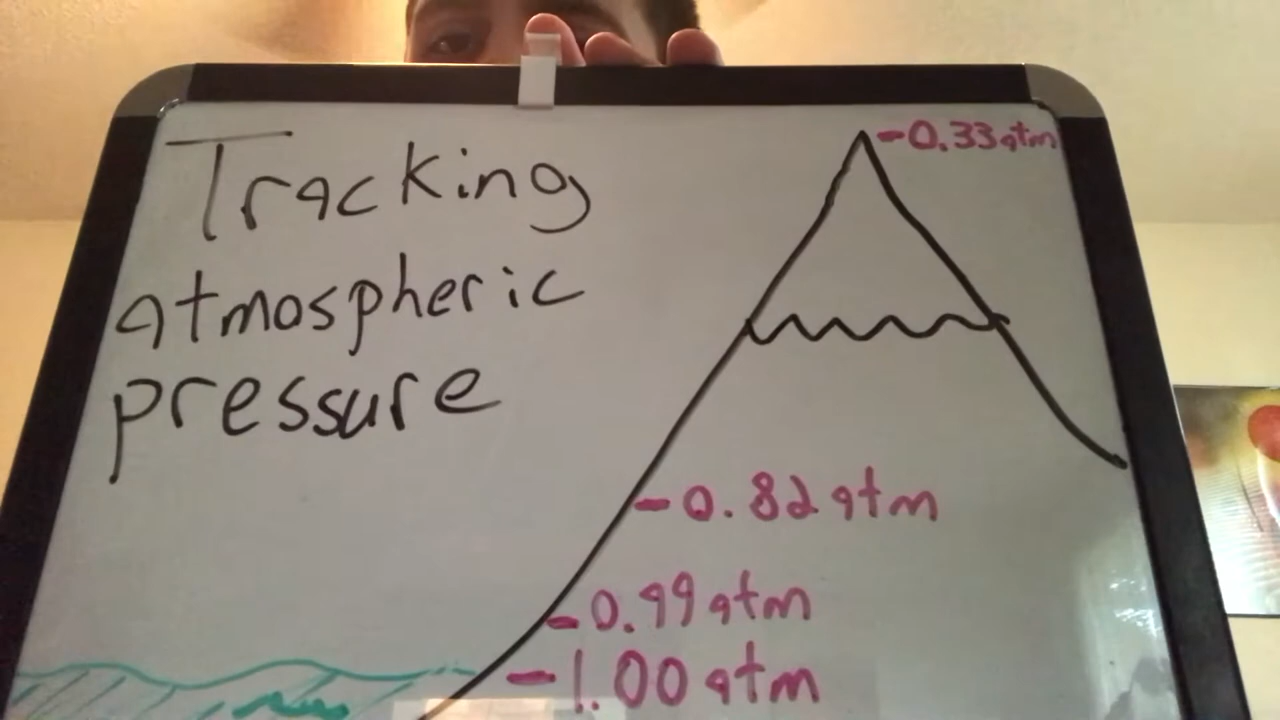 Tracking
atmospheric
pressure
-0.33 atm
-0.82 atm
-0.99 atm
-1.00 atm